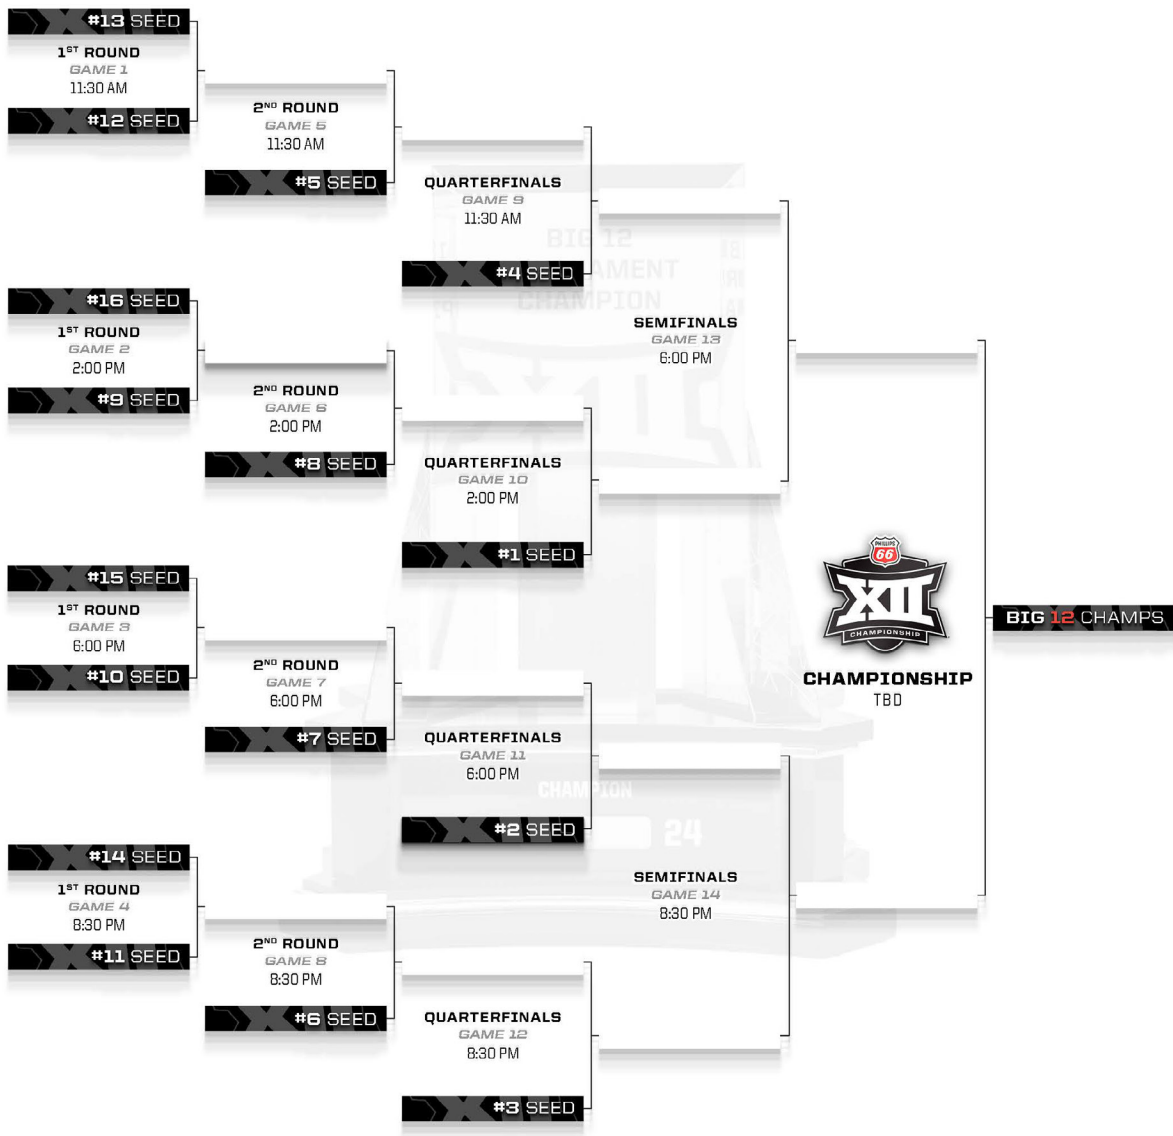 #13 SEED
1ST ROUND
GAME 1
11:30 AM
#12 SEED
2ND ROUND
GAME 5
11:30 AM
#5 SEED
QUARTERFINALS
GAME 9
11:30 AM
#4 SEED
BIG 12
AMENT
CHAMPION
#16 SEED
1ST ROUND
GAME 2
2:00 PM
#9 SEED
2ND ROUND
GAME 6
2:00 PM
#8 SEED
QUARTERFINALS
GAME 10
2:00 PM
#1 SEED
SEMIFINALS
GAME 13
6:00 PM
#15 SEED
1ST ROUND
GAME 3
6:00 PM
#10 SEED
2ND ROUND
GAME 7
6:00 PM
#7 SEED
QUARTERFINALS
GAME 11
6:00 PM
#2 SEED
CHAMPION
24
#14 SEED
1ST ROUND
GAME 4
8:30 PM
#11 SEED
2ND ROUND
GAME 8
8:30 PM
#6 SEED
QUARTERFINALS
GAME 12
8:30 PM
#3 SEED
SEMIFINALS
GAME 14
8:30 PM
PHILLIPS
66
XII
CHAMPIONSHIP
CHAMPIONSHIP
TBD
BIG 12 CHAMPS